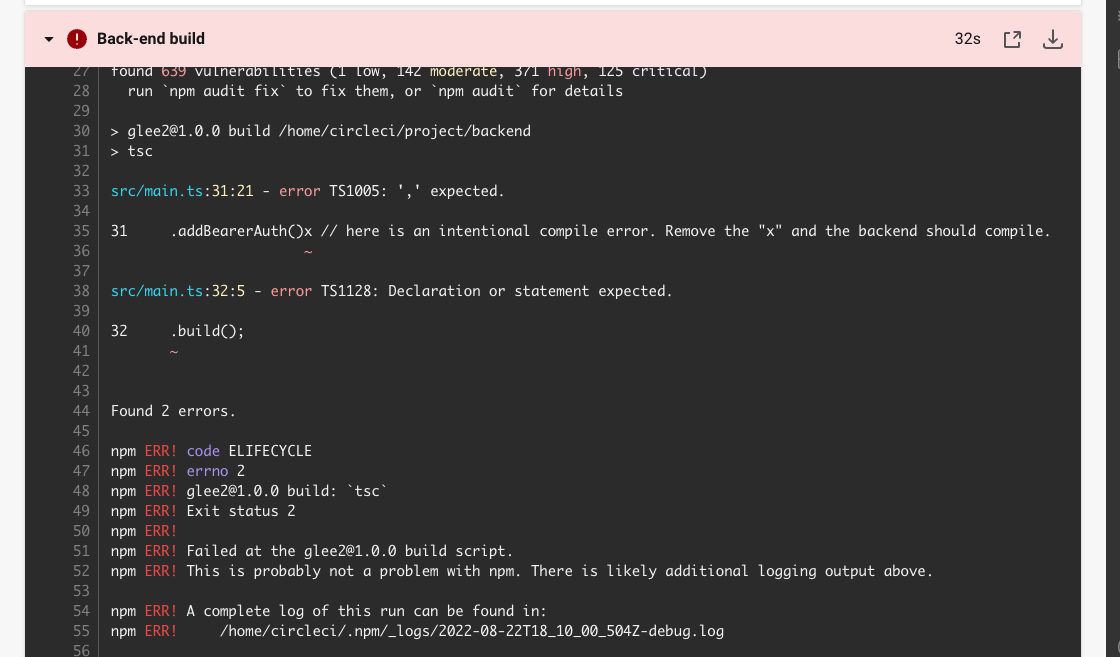 Back-end build
32s
27 found 639 vulnerabilities (1 low, 142 moderate, 371 high, 125 critical)
28 run `npm audit fix` to fix them, or `npm audit` for details
29
30 > glee2@1.0.0 build /home/circleci/project/backend
31 > tsc
32
33 src/main.ts:31:21 - error TS1005: ',' expected.
34
35 31     .addBearerAuth()x // here is an intentional compile error. Remove the "x" and the backend should compile.
36 ~
37
38 src/main.ts:32:5 - error TS1128: Declaration or statement expected.
39
40 32     .build();
41 ~
42
43
44 Found 2 errors.
45
46 npm ERR! code ELIFECYCLE
47 npm ERR! errno 2
48 npm ERR! glee2@1.0.0 build: `tsc`
49 npm ERR! Exit status 2
50 npm ERR!
51 npm ERR! Failed at the glee2@1.0.0 build script.
52 npm ERR! This is probably not a problem with npm. There is likely additional logging output above.
53
54 npm ERR! A complete log of this run can be found in:
55 npm ERR!     /home/circleci/.npm/_logs/2022-08-22T18_10_00_504Z-debug.log
56